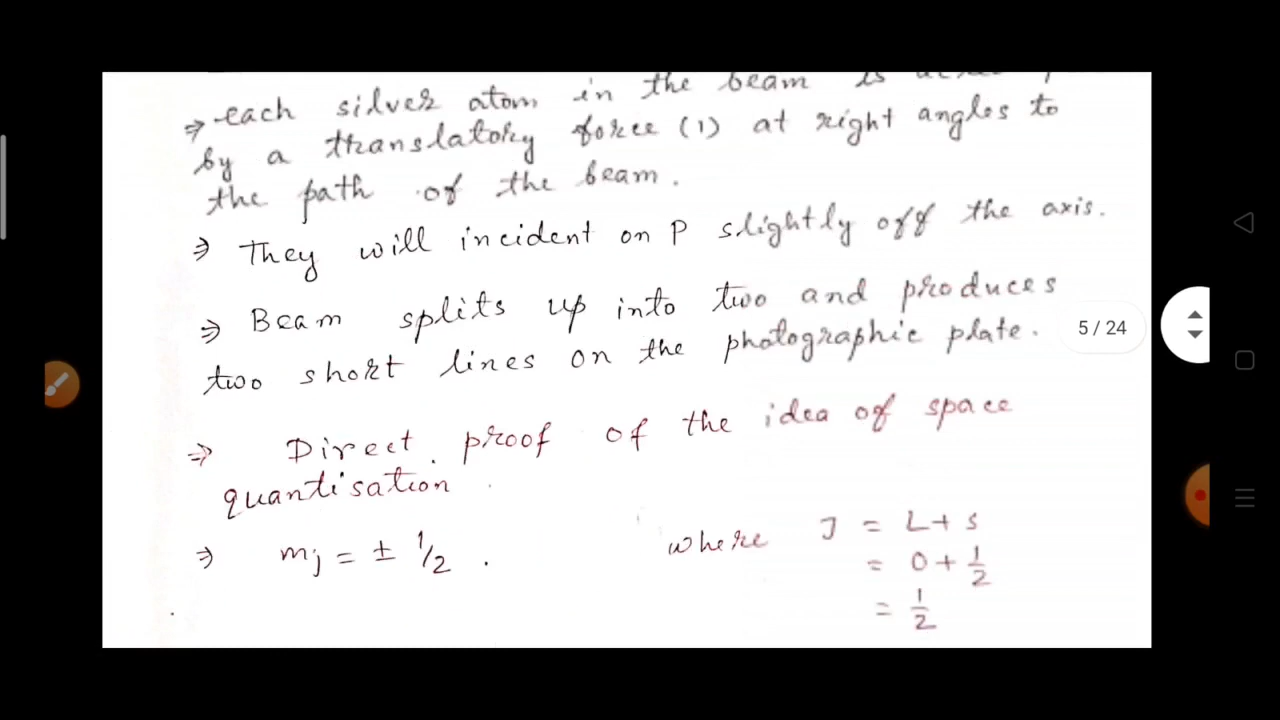 ⇒ each silver atom in the beam is
by a translatory force (1) at right angles to
the path of the beam.
⇒ They will incident on P slightly off the axis.
⇒ Beam splits up into two and produces
two short lines on the photographic plate.
5 / 24
⇒ Direct proof of the idea of space
quantisation
⇒ mj = ± 1/2 . where J = L + s
= 0 + 1/2
= 1/2